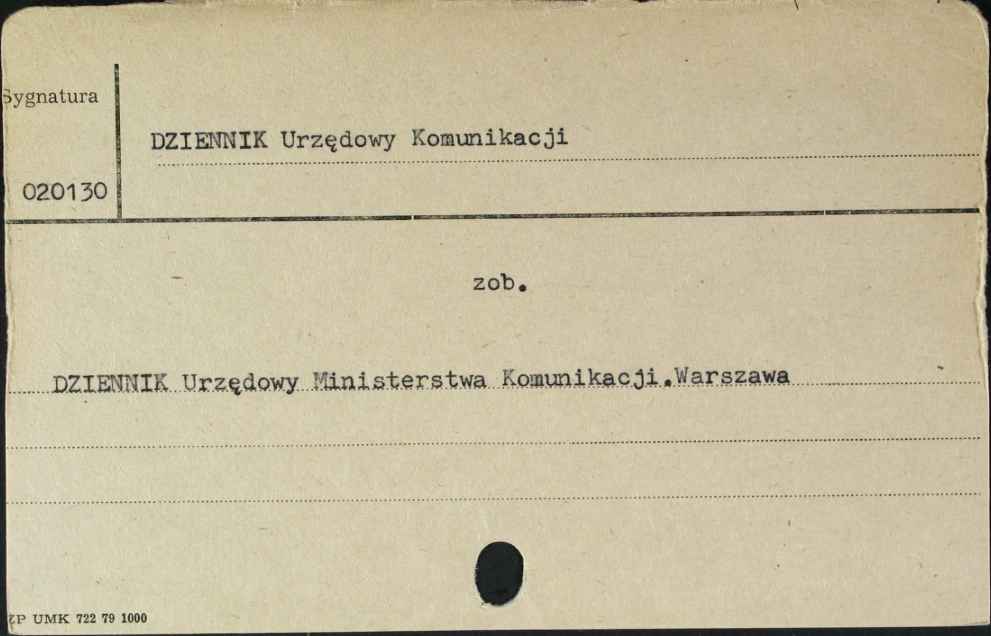 Sygnatura
DZIENNIK Urzędowy Komunikacji
020130
zob.
DZIENNIK Urzędowy Ministerstwa Komunikacji.Warszawa
ZP UMK 722 79 1000